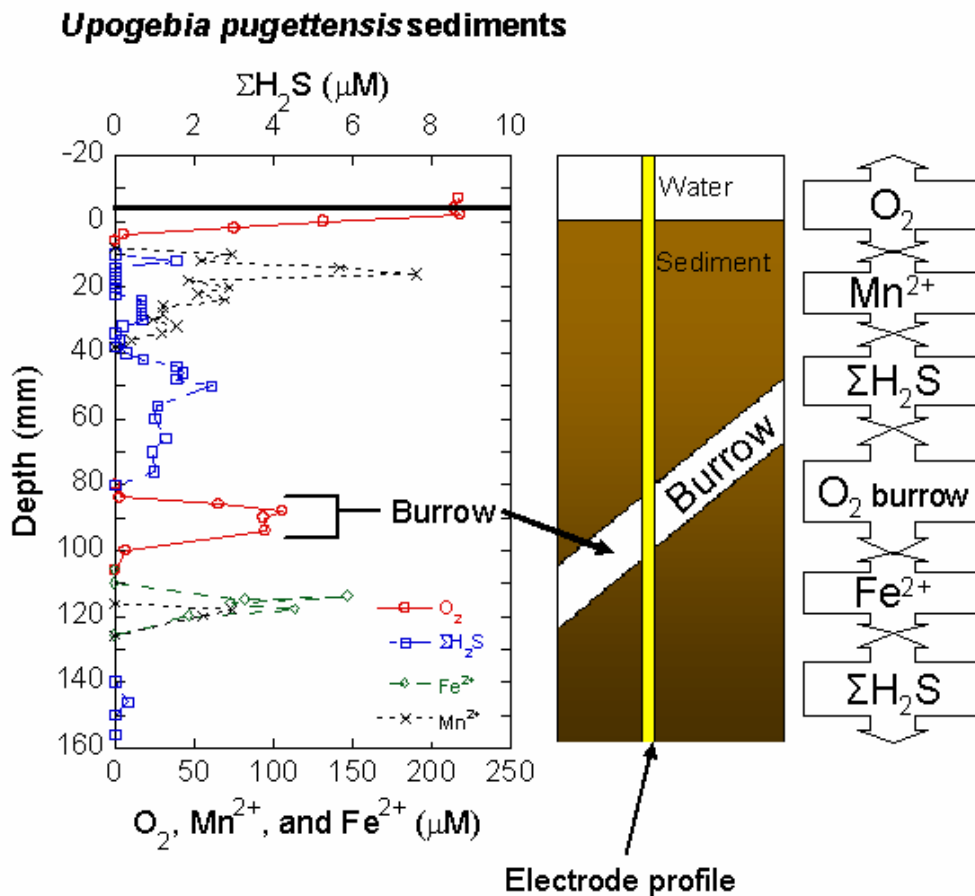 Upogebia pugettensis sediments
ΣH₂S (μM)
0 2 4 6 8 10
-20
0
20
40
60
80
100
120
140
160
Depth (mm)
Burrow
O₂
ΣH₂S
Fe²⁺
Mn²⁺
0 50 100 150 200 250
O₂, Mn²⁺, and Fe²⁺ (μM)
Water
Sediment
Burrow
Electrode profile
O₂
Mn²⁺
ΣH₂S
O₂ burrow
Fe²⁺
ΣH₂S